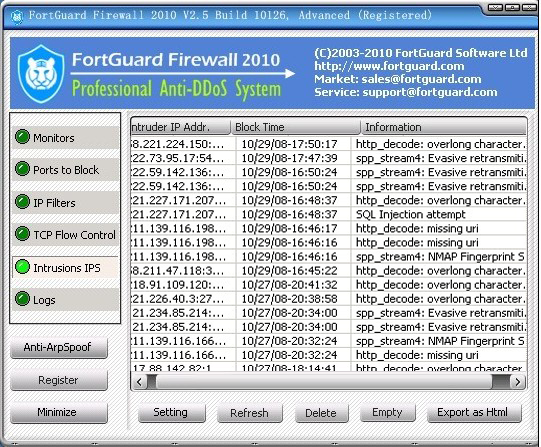 FortGuard Firewall 2010 V2.5 Build 10126, Advanced (Registered)
FortGuard Firewall 2010
Professional Anti-DDoS System
(C)2003-2010 FortGuard Software Ltd
http://www.fortguard.com
Market: sales@fortguard.com
Service: support@fortguard.com
Monitors
Ports to Block
IP Filters
TCP Flow Control
Intrusions IPS
Logs
Anti-ArpSpoof
Register
Minimize
ntruder IP Addr. Block Time Information
8.221.224.150:... 10/29/08-17:50:17 http_decode: overlong character.
22.73.95.17:54... 10/29/08-17:47:39 spp_stream4: Evasive retransmiti.
22.59.142.136:... 10/29/08-16:50:24 spp_stream4: Evasive retransmiti.
22.59.142.136:... 10/29/08-16:50:24 http_decode: overlong character.
21.227.171.207... 10/29/08-16:48:37 http_decode: overlong character.
21.227.171.207... 10/29/08-16:48:37 SQL Injection attempt
11.139.116.198... 10/29/08-16:46:17 http_decode: missing uri
11.139.116.198... 10/29/08-16:46:16 http_decode: missing uri
11.139.116.198... 10/29/08-16:46:16 spp_stream4: NMAP Fingerprint S
8.211.47.118:3... 10/29/08-16:45:22 http_decode: overlong character.
18.91.109.120:... 10/27/08-20:41:32 http_decode: overlong character.
21.226.40.3:27... 10/27/08-20:38:58 http_decode: overlong character.
21.234.85.214:... 10/27/08-20:34:00 spp_stream4: Evasive retransmiti.
21.234.85.214:... 10/27/08-20:34:00 http_decode: overlong character.
11.139.116.166... 10/27/08-20:32:24 spp_stream4: NMAP Fingerprint S
11.139.116.166... 10/27/08-20:32:24 http_decode: missing uri
17.88.142.82:1... 10/27/08-18:14:41 http_decode: overlong character.
Setting
Refresh
Delete
Empty
Export as Html